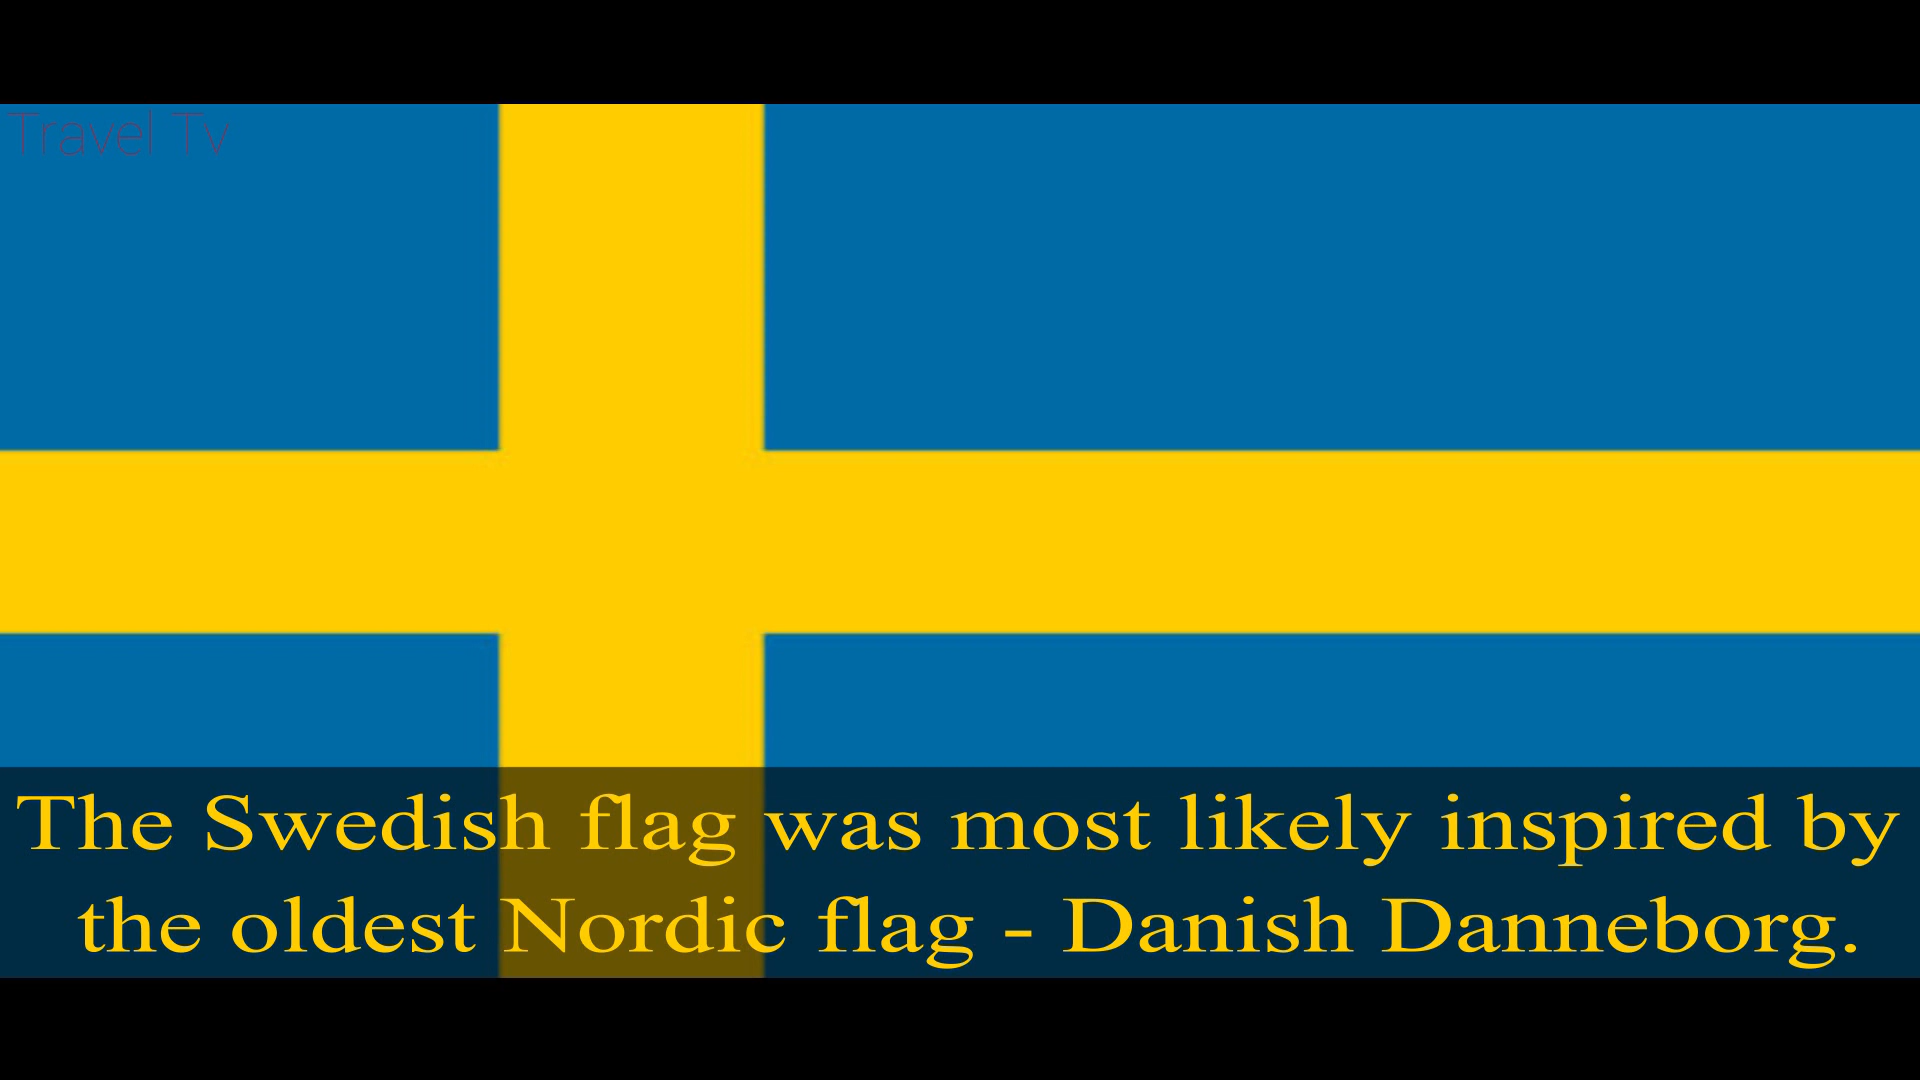 Travel Tv
The Swedish flag was most likely inspired by
the oldest Nordic flag - Danish Danneborg.